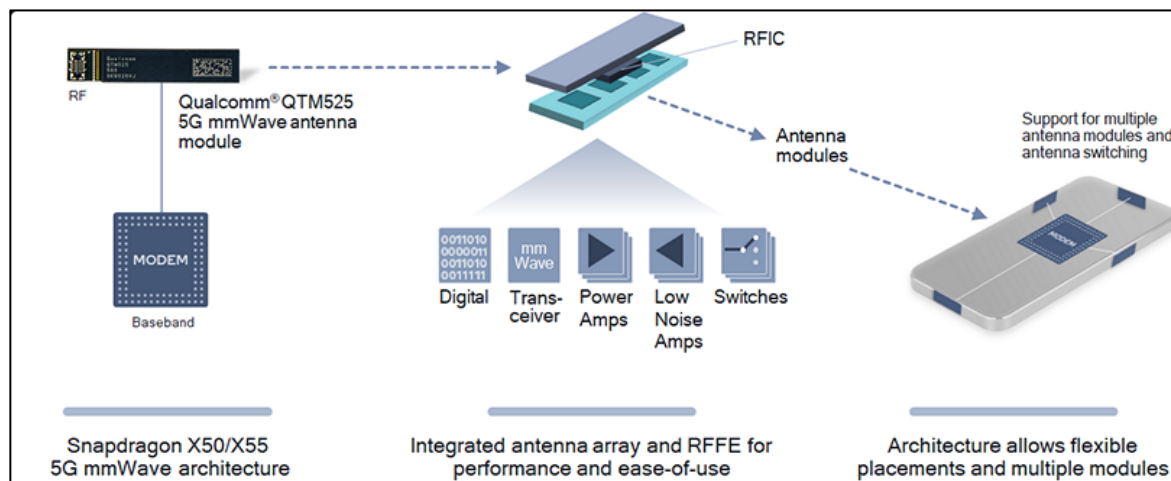 RF
Qualcomm® QTM525
5G mmWave antenna
module
MODEM
Baseband
Snapdragon X50/X55
5G mmWave architecture
RFIC
0011010
0000011
0011010
0011111
Digital
mm
Wave
Trans-
ceiver
Power
Amps
Low
Noise
Amps
Switches
Integrated antenna array and RFFE for
performance and ease-of-use
Antenna
modules
Support for multiple
antenna modules and
antenna switching
MODEM
Architecture allows flexible
placements and multiple modules